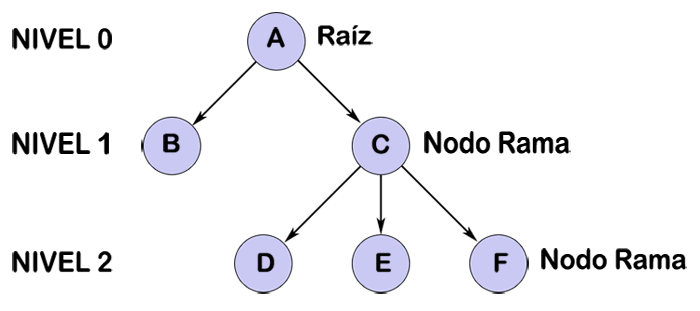 NIVEL 0 A Raíz
NIVEL 1 B C Nodo Rama
NIVEL 2 D E F Nodo Rama